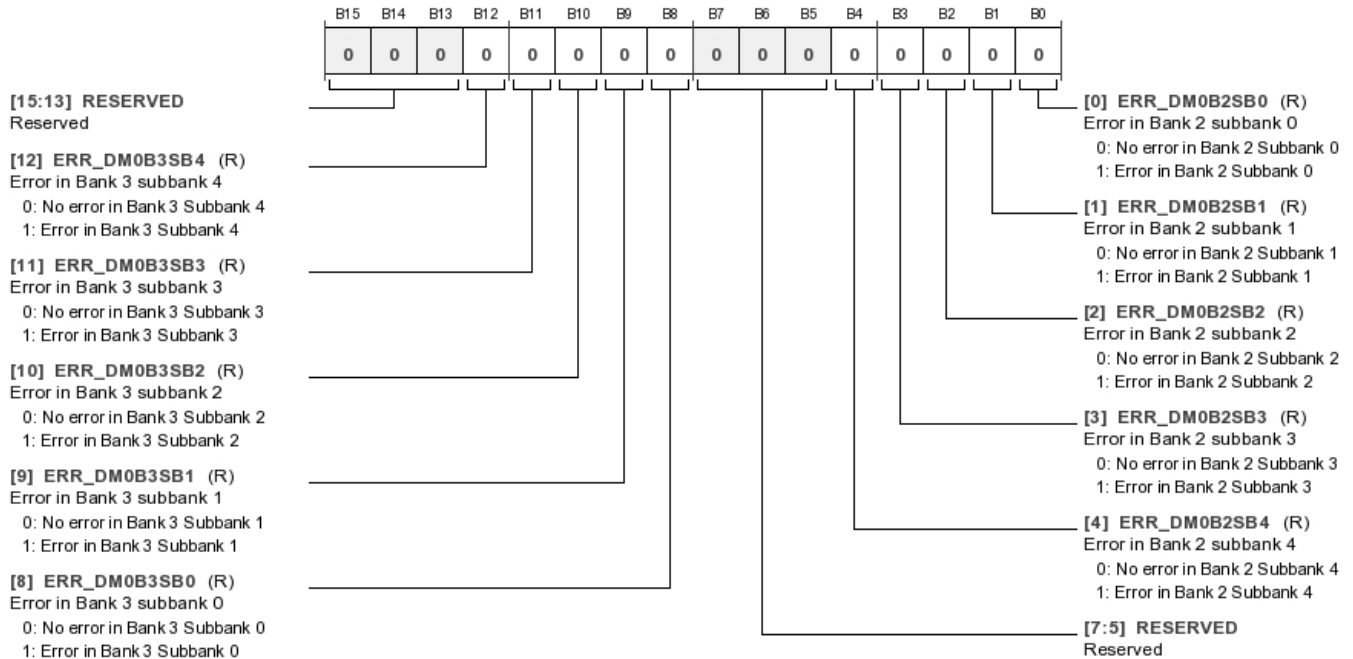 B15 B14 B13 B12 B11 B10 B9 B8 B7 B6 B5 B4 B3 B2 B1 B0
0 0 0 0 0 0 0 0 0 0 0 0 0 0 0 0
[15:13] RESERVED
Reserved
[12] ERR_DM0B3SB4 (R)
Error in Bank 3 subbank 4
0: No error in Bank 3 Subbank 4
1: Error in Bank 3 Subbank 4
[11] ERR_DM0B3SB3 (R)
Error in Bank 3 subbank 3
0: No error in Bank 3 Subbank 3
1: Error in Bank 3 Subbank 3
[10] ERR_DM0B3SB2 (R)
Error in Bank 3 subbank 2
0: No error in Bank 3 Subbank 2
1: Error in Bank 3 Subbank 2
[9] ERR_DM0B3SB1 (R)
Error in Bank 3 subbank 1
0: No error in Bank 3 Subbank 1
1: Error in Bank 3 Subbank 1
[8] ERR_DM0B3SB0 (R)
Error in Bank 3 subbank 0
0: No error in Bank 3 Subbank 0
1: Error in Bank 3 Subbank 0
[0] ERR_DM0B2SB0 (R)
Error in Bank 2 subbank 0
0: No error in Bank 2 Subbank 0
1: Error in Bank 2 Subbank 0
[1] ERR_DM0B2SB1 (R)
Error in Bank 2 subbank 1
0: No error in Bank 2 Subbank 1
1: Error in Bank 2 Subbank 1
[2] ERR_DM0B2SB2 (R)
Error in Bank 2 subbank 2
0: No error in Bank 2 Subbank 2
1: Error in Bank 2 Subbank 2
[3] ERR_DM0B2SB3 (R)
Error in Bank 2 subbank 3
0: No error in Bank 2 Subbank 3
1: Error in Bank 2 Subbank 3
[4] ERR_DM0B2SB4 (R)
Error in Bank 2 subbank 4
0: No error in Bank 2 Subbank 4
1: Error in Bank 2 Subbank 4
[7:5] RESERVED
Reserved